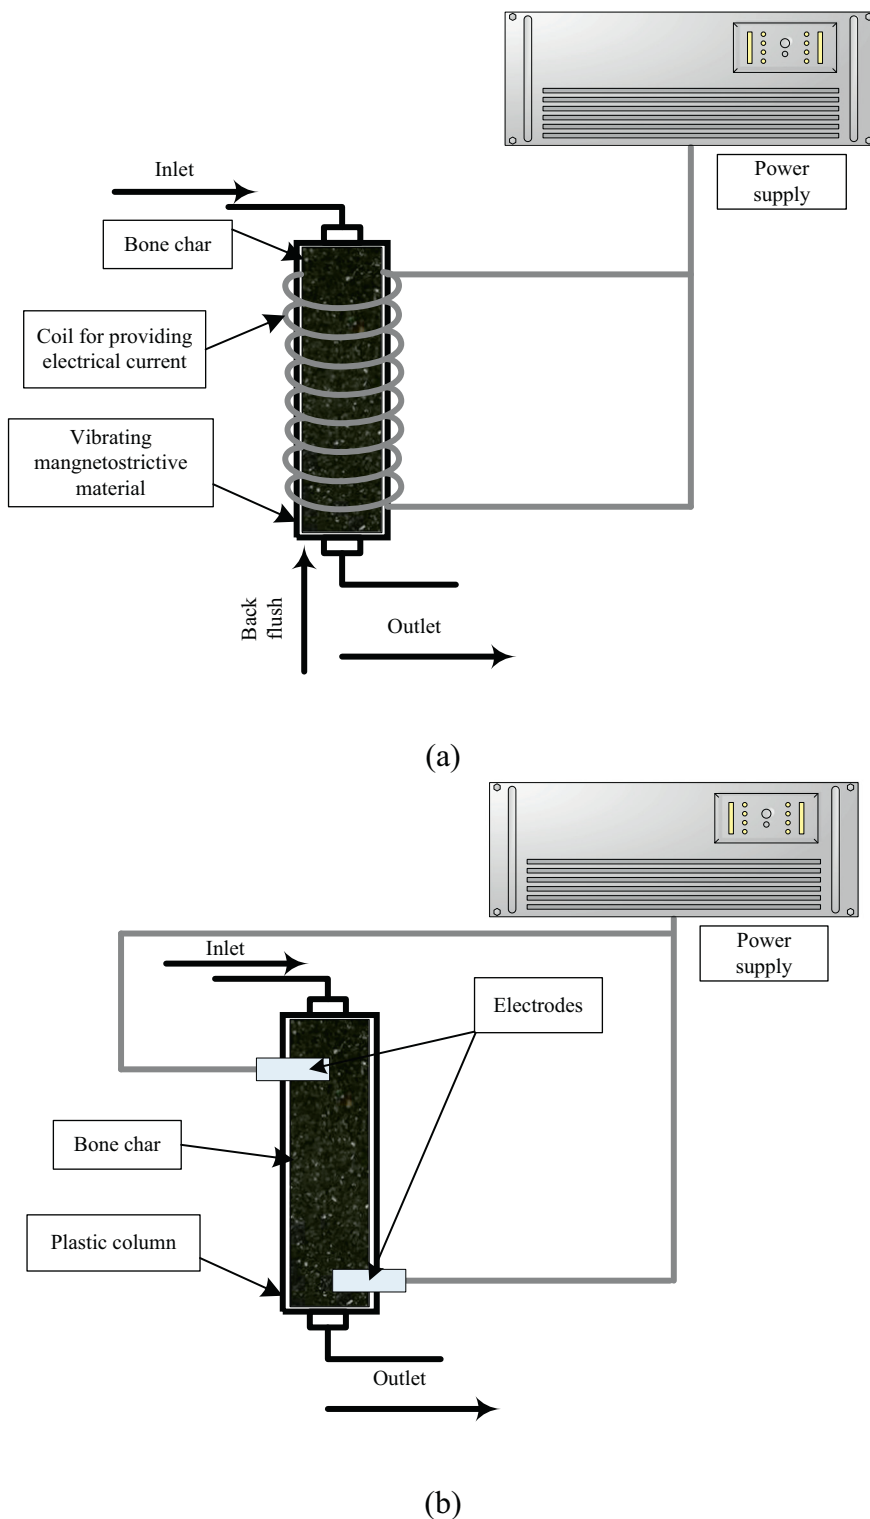 Power
supply
Inlet
Bone char
Coil for providing
electrical current
Vibrating
mangnetostrictive
material
Back
flush
Outlet
(a)
Power
supply
Inlet
Electrodes
Bone char
Plastic column
Outlet
(b)